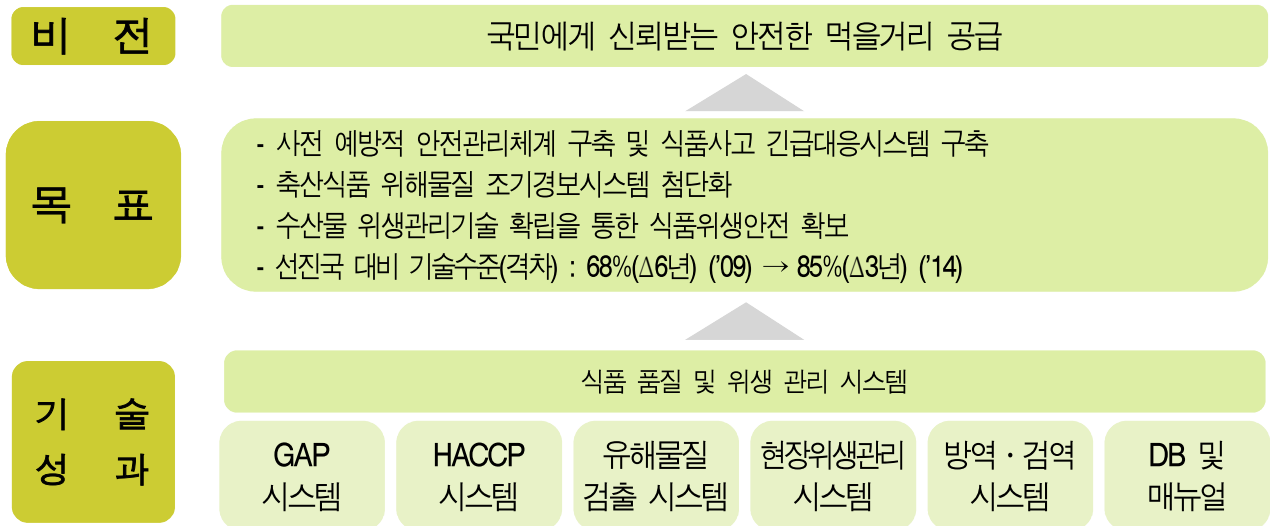 비 전
국민에게 신뢰받는 안전한 먹을거리 공급
목 표
- 사전 예방적 안전관리체계 구축 및 식품사고 긴급대응시스템 구축
- 축산식품 위해물질 조기경보시스템 첨단화
- 수산물 위생관리기술 확립을 통한 식품위생안전 확보
- 선진국 대비 기술수준(격차) : 68%(Δ6년) (’09) → 85%(Δ3년) (’14)
기 술
성 과
식품 품질 및 위생 관리 시스템
GAP
시스템
HACCP
시스템
유해물질
검출 시스템
현장위생관리
시스템
방역·검역
시스템
DB 및
매뉴얼